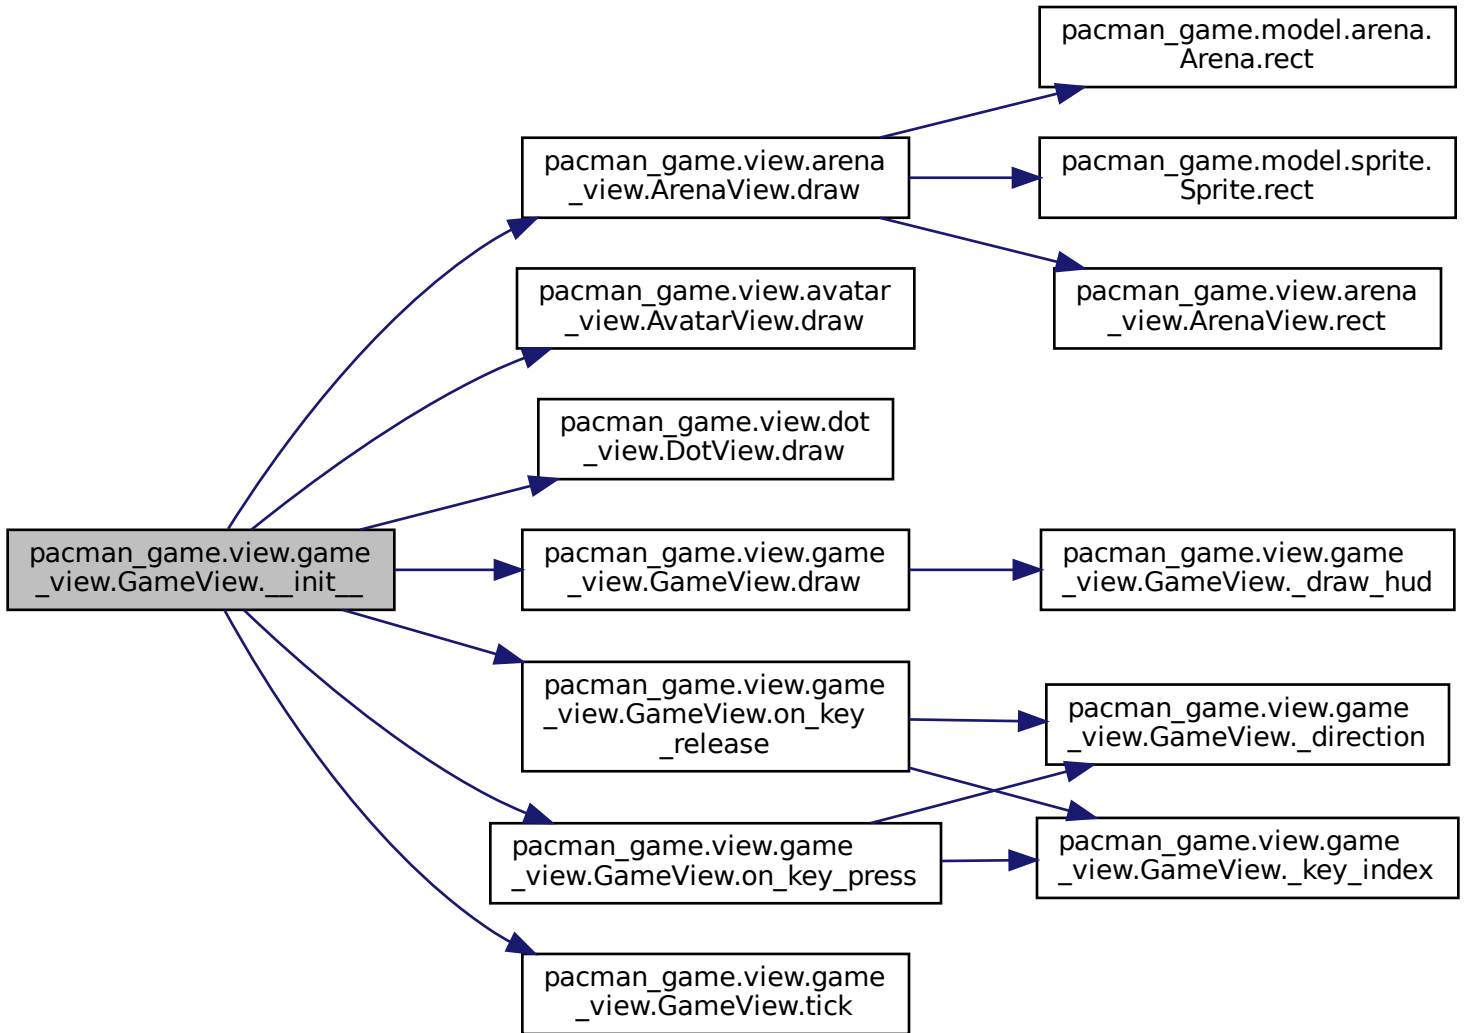 pacman_game.model.arena.
Arena.rect
pacman_game.view.arena
_view.ArenaView.draw
pacman_game.model.sprite.
Sprite.rect
pacman_game.view.avatar
_view.AvatarView.draw
pacman_game.view.arena
_view.ArenaView.rect
pacman_game.view.dot
_view.DotView.draw
pacman_game.view.game
_view.GameView.__init__
pacman_game.view.game
_view.GameView.draw
pacman_game.view.game
_view.GameView._draw_hud
pacman_game.view.game
_view.GameView.on_key
_release
pacman_game.view.game
_view.GameView._direction
pacman_game.view.game
_view.GameView.on_key_press
pacman_game.view.game
_view.GameView._key_index
pacman_game.view.game
_view.GameView.tick